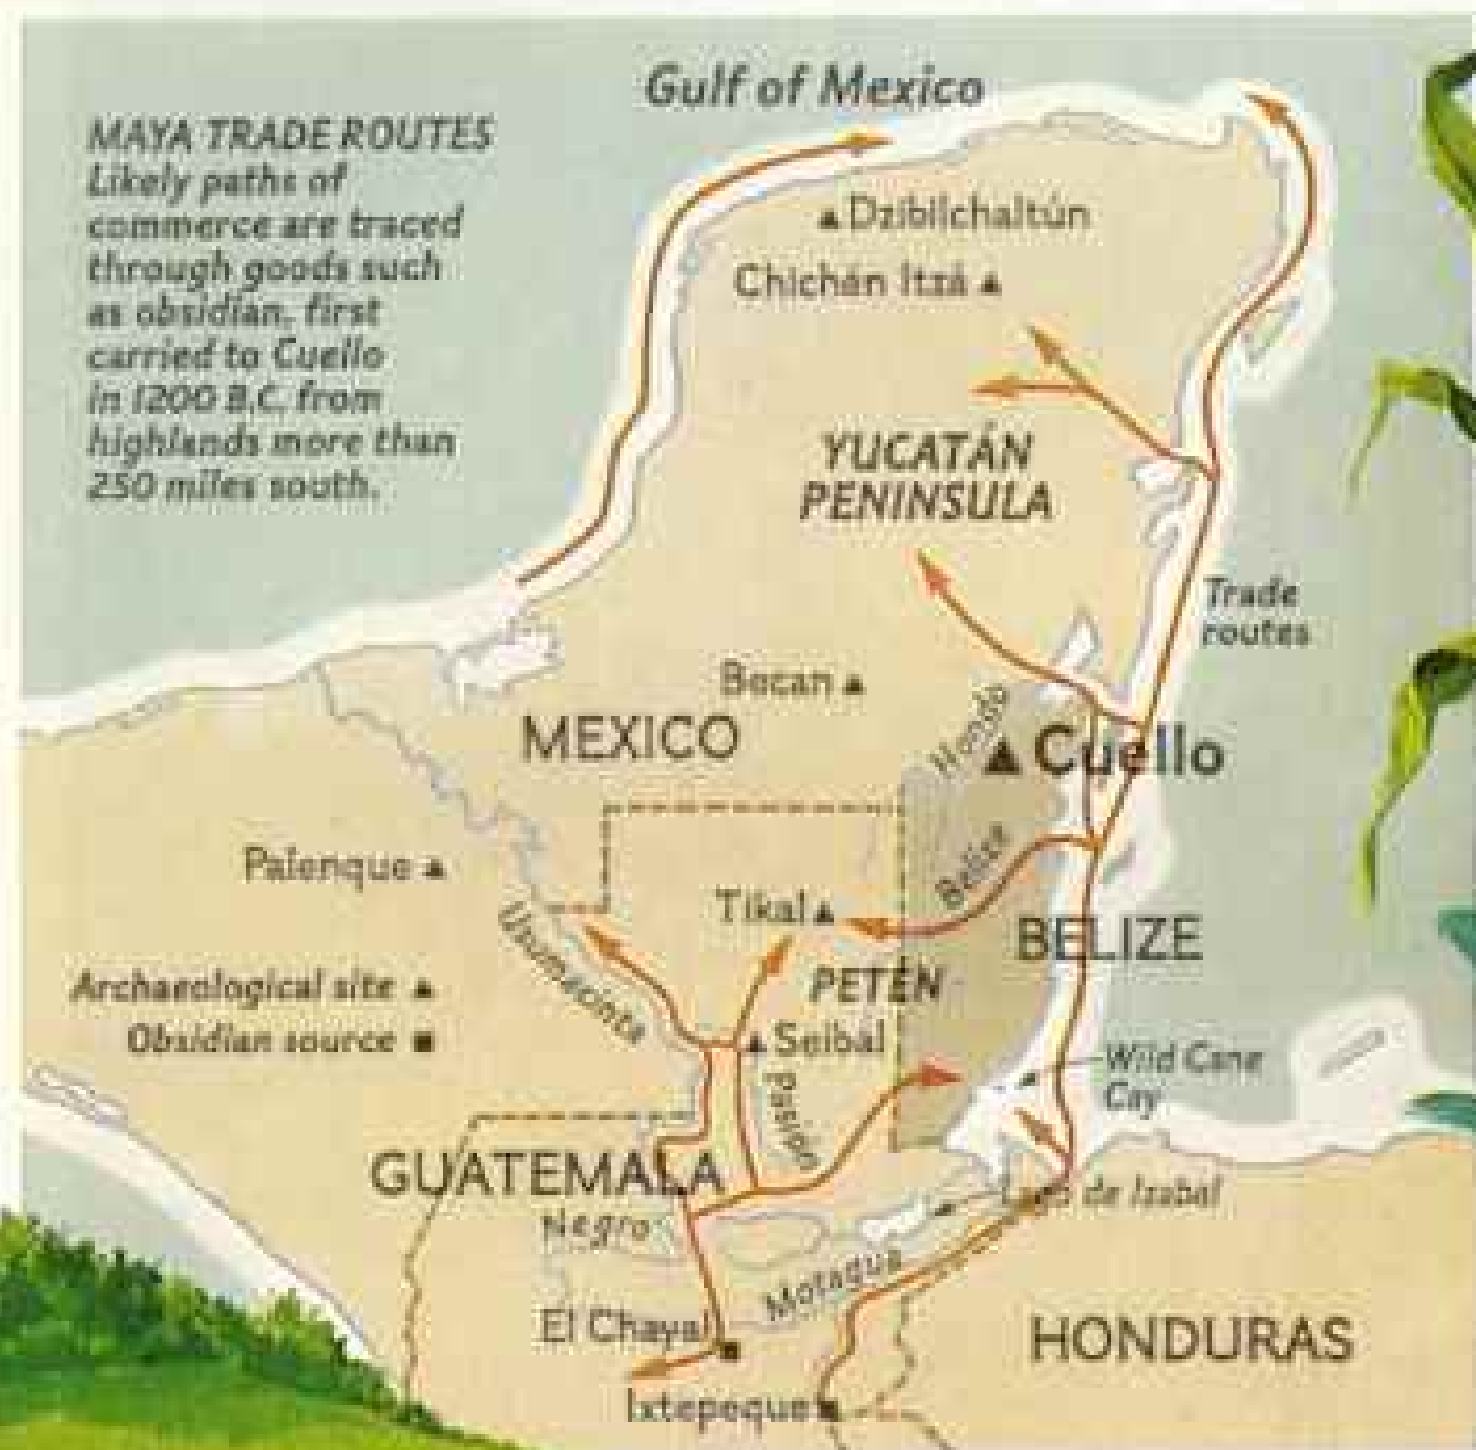 Gulf of Mexico
MAYA TRADE ROUTES
Likely paths of
commerce are traced
through goods such
as obsidian, first
carried to Cuello
in 1200 B.C. from
highlands more than
250 miles south.
Dzibilchaltún
Chichén Itzá
YUCATÁN
PENINSULA
Trade
routes
Becan
MEXICO
Hondo
Cuello
Palenque
Tikal
Belize
BELIZE
Usumacinta
PETÉN
Archaeological site
Obsidian source
Seibal
Pasión
Wild Cane
Cay
GUATEMALA
Lago de Izabal
Negro
Motagua
El Chayal
HONDURAS
Ixtepeque